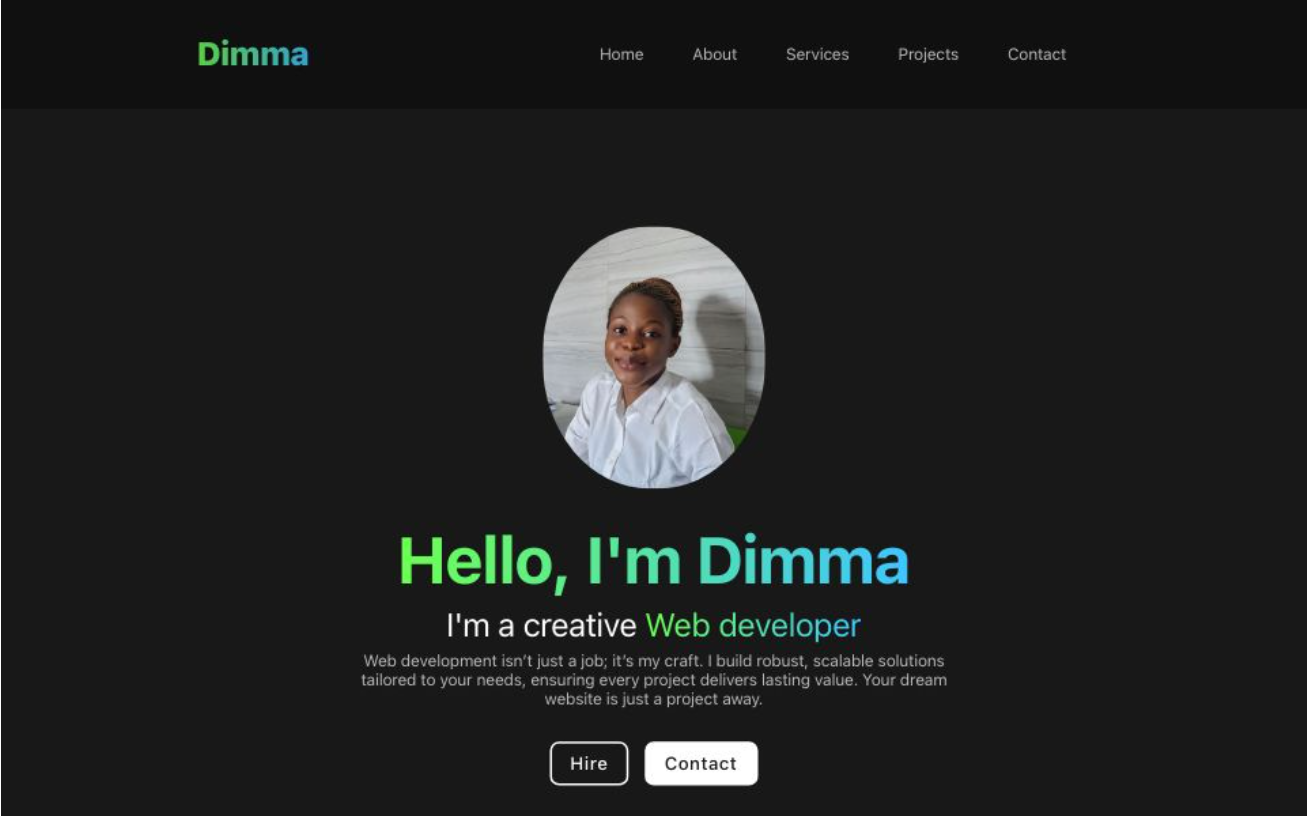 Dimma
Home About Services Projects Contact
Hello, I'm Dimma
I'm a creative Web developer
Web development isn’t just a job; it’s my craft. I build robust, scalable solutions
tailored to your needs, ensuring every project delivers lasting value. Your dream
website is just a project away.
Hire Contact